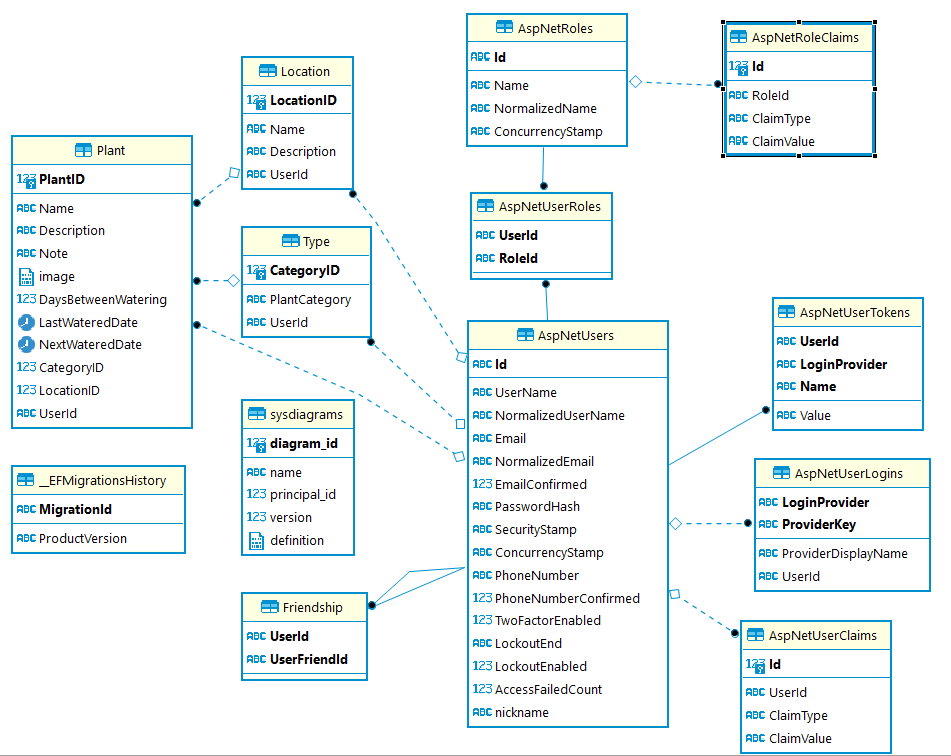 Plant
123 PlantID
ABC Name
ABC Description
ABC Note
image
123 DaysBetweenWatering
LastWateredDate
NextWateredDate
123 CategoryID
123 LocationID
ABC UserId
__EFMigrationsHistory
ABC MigrationId
ABC ProductVersion
Location
123 LocationID
ABC Name
ABC Description
ABC UserId
Type
123 CategoryID
ABC PlantCategory
ABC UserId
sysdiagrams
123 diagram_id
ABC name
123 principal_id
123 version
definition
Friendship
ABC UserId
ABC UserFriendId
AspNetRoles
ABC Id
ABC Name
ABC NormalizedName
ABC ConcurrencyStamp
AspNetUserRoles
ABC UserId
ABC RoleId
AspNetUsers
ABC Id
ABC UserName
ABC NormalizedUserName
ABC Email
ABC NormalizedEmail
123 EmailConfirmed
ABC PasswordHash
ABC SecurityStamp
ABC ConcurrencyStamp
ABC PhoneNumber
123 PhoneNumberConfirmed
123 TwoFactorEnabled
ABC LockoutEnd
123 LockoutEnabled
123 AccessFailedCount
ABC nickname
AspNetRoleClaims
123 Id
ABC RoleId
ABC ClaimType
ABC ClaimValue
AspNetUserTokens
ABC UserId
ABC LoginProvider
ABC Name
ABC Value
AspNetUserLogins
ABC LoginProvider
ABC ProviderKey
ABC ProviderDisplayName
ABC UserId
AspNetUserClaims
123 Id
ABC UserId
ABC ClaimType
ABC ClaimValue